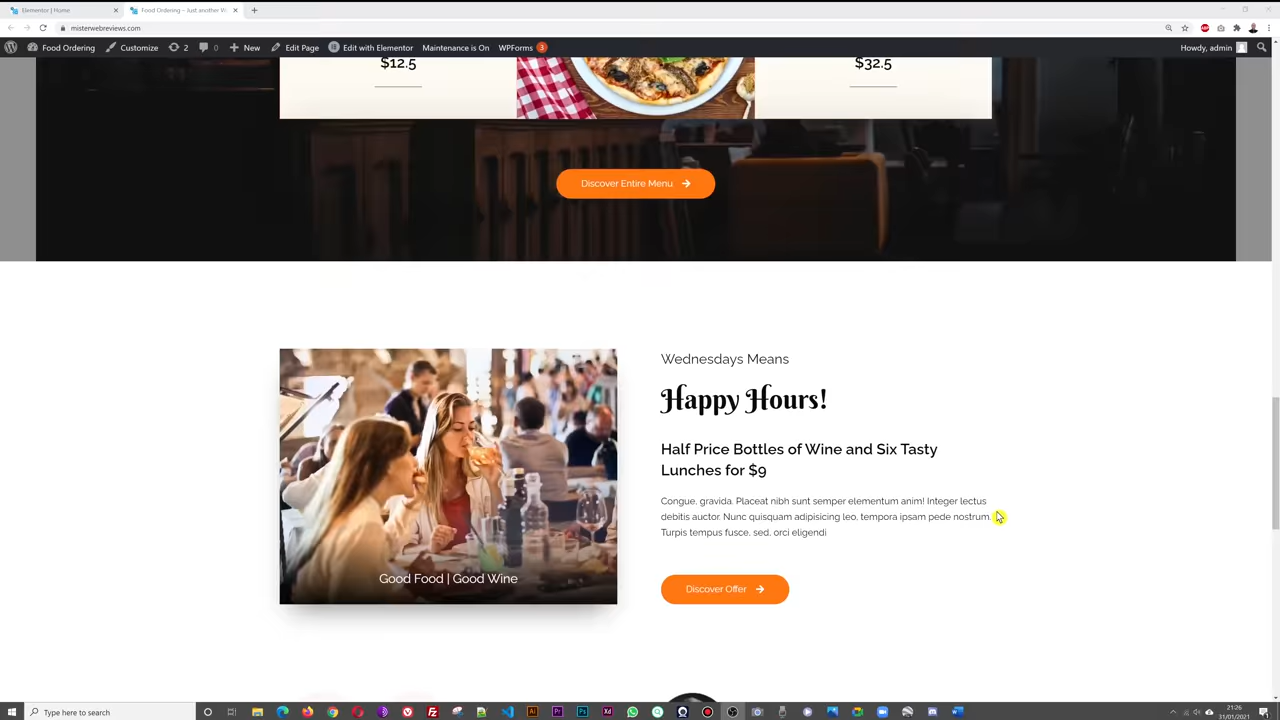 Elementor | Home
Food Ordering – Just another W
misterwebreviews.com
Food Ordering
Customize
2
0
New
Edit Page
Edit with Elementor
Maintenance is On
WPForms
3
Howdy, admin
$12.5
$32.5
Discover Entire Menu
Wednesdays Means
Happy Hours!
Half Price Bottles of Wine and Six Tasty
Lunches for $9
Congue, gravida. Placeat nibh sunt semper elementum anim! Integer lectus
debitis auctor. Nunc quisquam adipisicing leo, tempora ipsam pede nostrum.
Turpis tempus fusce, sed, orci eligendi
Good Food | Good Wine
Discover Offer
Type here to search
21:26
31/01/2021